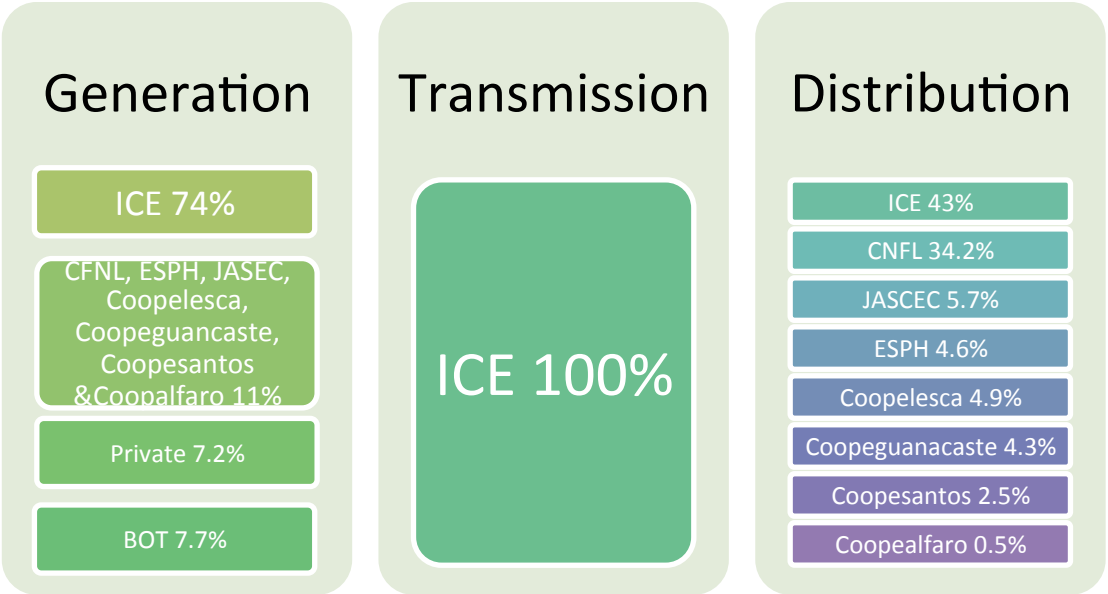 Generation
ICE 74%
CFNL, ESPH, JASEC,
Coopelesca,
Coopeguancaste,
Coopesantos
&Coopalfaro 11%
Private 7.2%
BOT 7.7%
Transmission
ICE 100%
Distribution
ICE 43%
CNFL 34.2%
JASCEC 5.7%
ESPH 4.6%
Coopelesca 4.9%
Coopeguanacaste 4.3%
Coopesantos 2.5%
Coopealfaro 0.5%